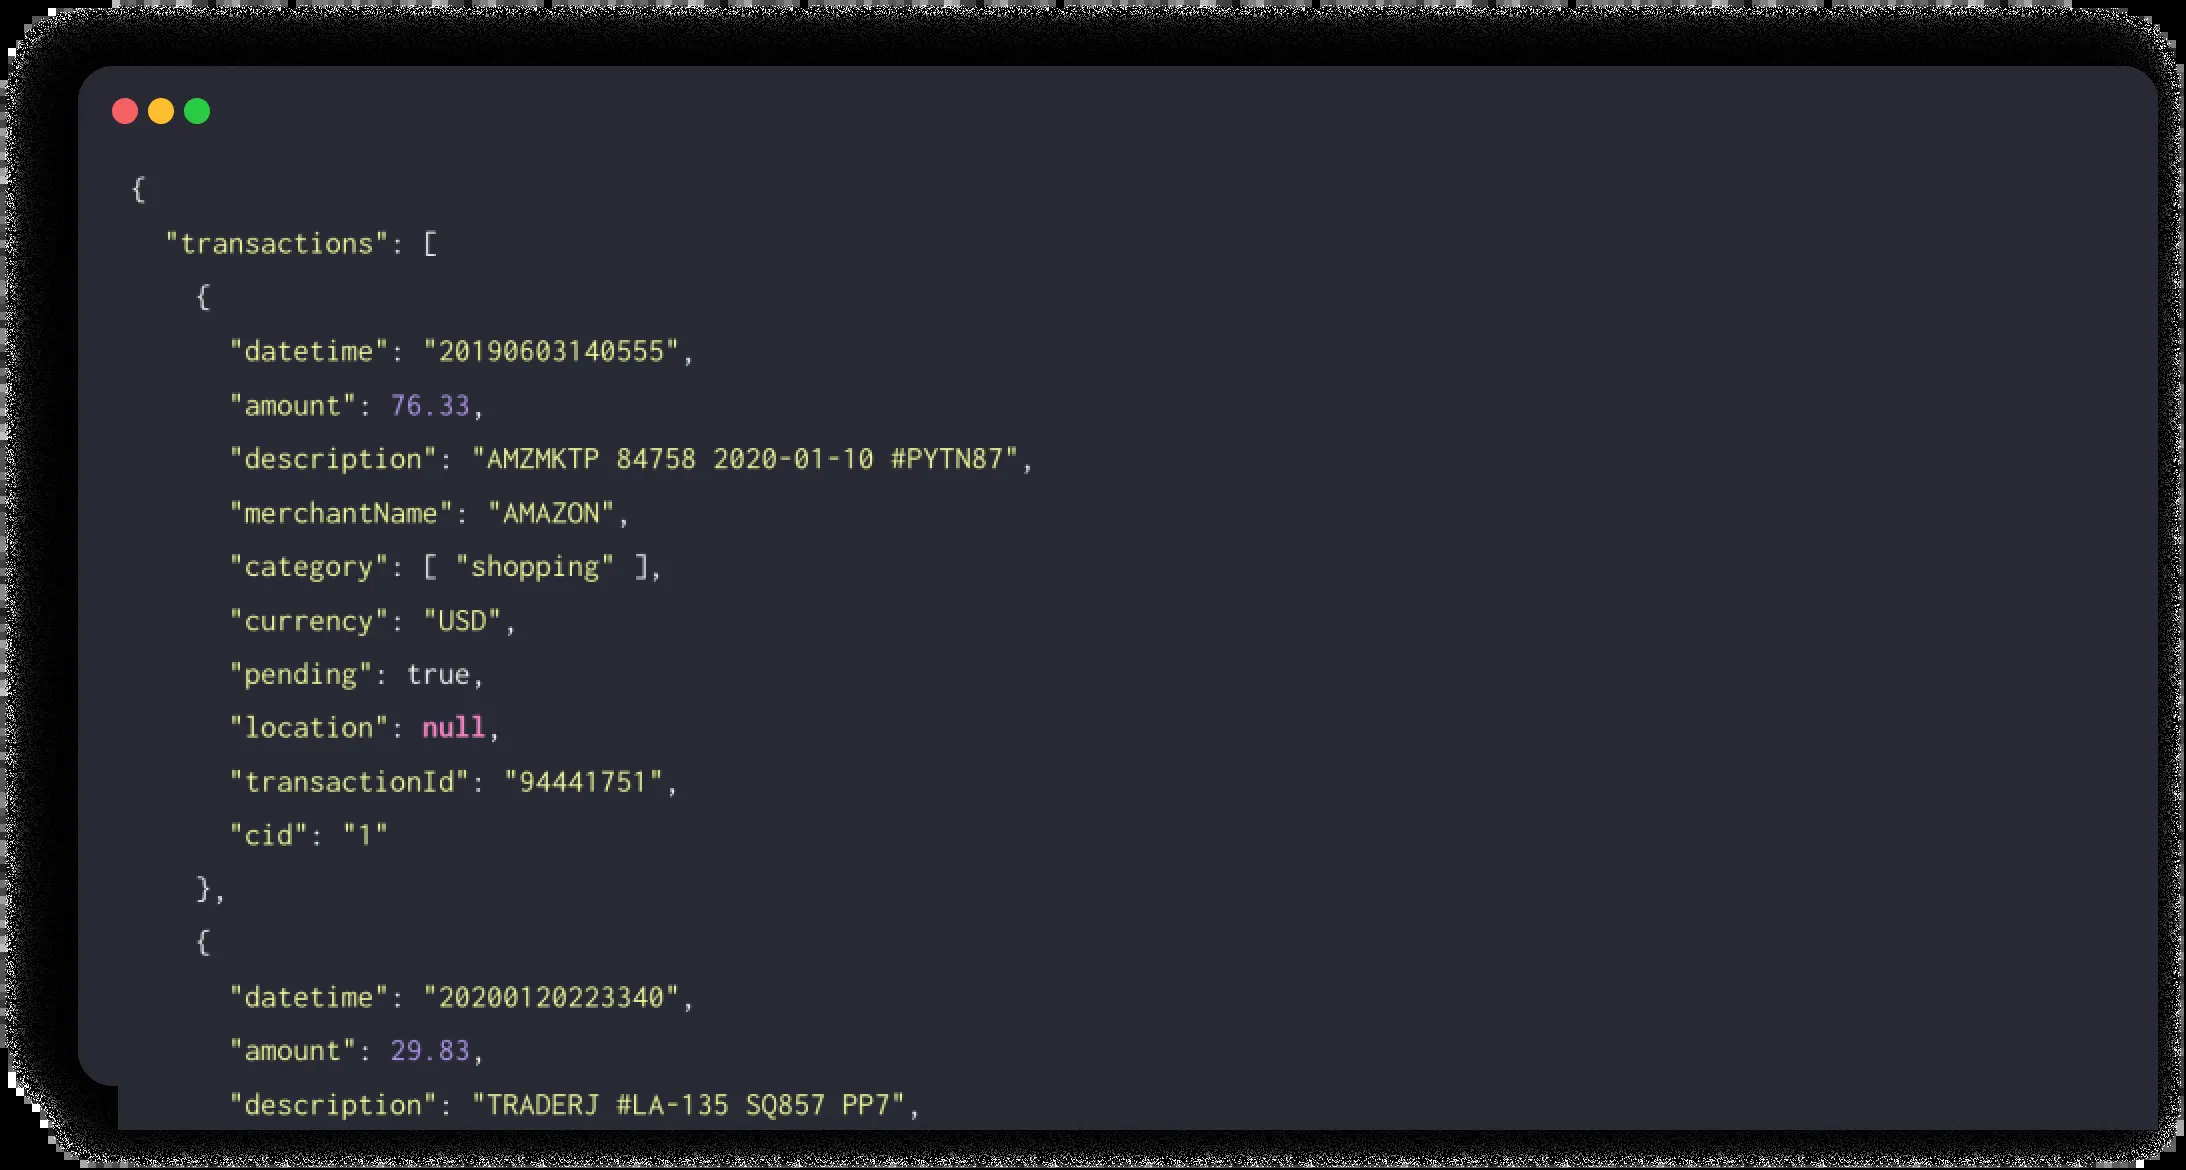 {
"transactions": [
{
"datetime": "20190603140555",
"amount": 76.33,
"description": "AMZMKTP 84758 2020-01-10 #PYTN87",
"merchantName": "AMAZON",
"category": [ "shopping" ],
"currency": "USD",
"pending": true,
"location": null,
"transactionId": "94441751",
"cid": "1"
},
{
"datetime": "20200120223340",
"amount": 29.83,
"description": "TRADERJ #LA-135 SQ857 PP7",